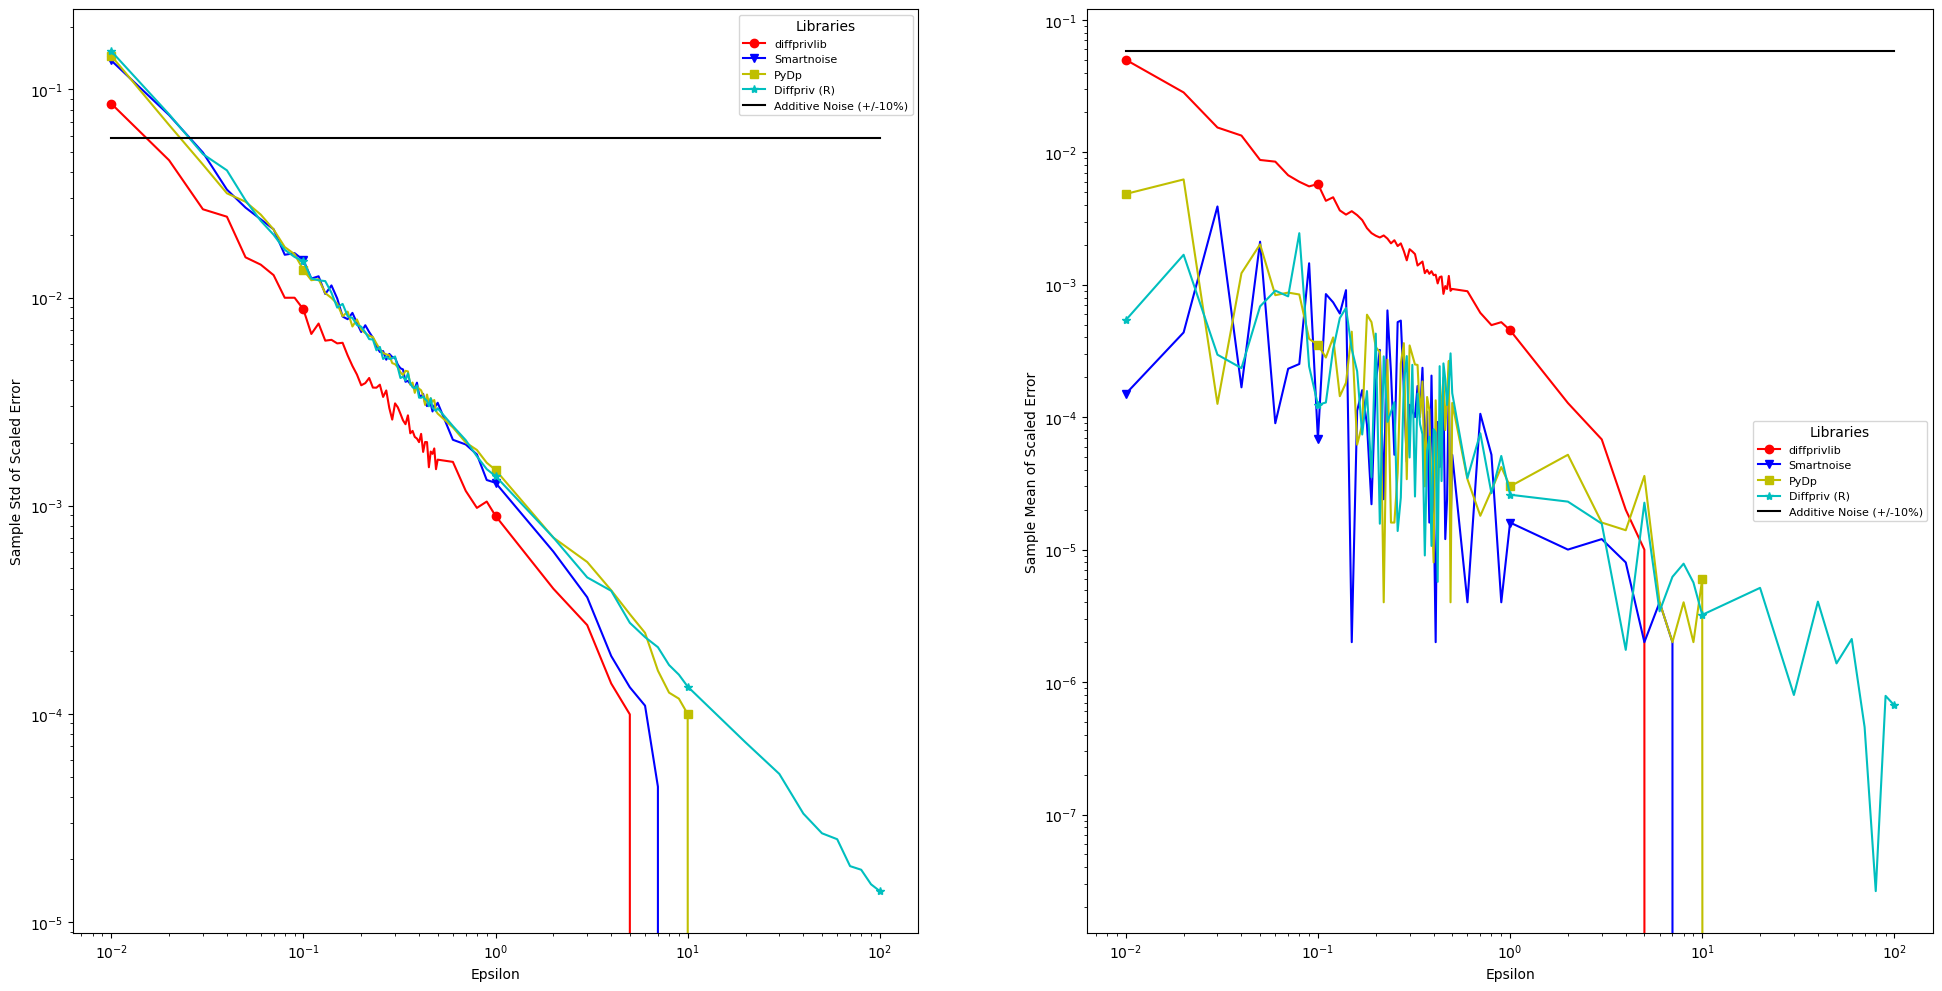 Libraries
diffprivlib
Smartnoise
PyDp
Diffpriv (R)
Additive Noise (+/-10%)
10⁻¹
10⁻²
10⁻³
10⁻⁴
10⁻⁵
Sample Std of Scaled Error
10⁻² 10⁻¹ 10⁰ 10¹ 10²
Epsilon
10⁻¹
10⁻²
10⁻³
10⁻⁴
10⁻⁵
10⁻⁶
10⁻⁷
Sample Mean of Scaled Error
Libraries
diffprivlib
Smartnoise
PyDp
Diffpriv (R)
Additive Noise (+/-10%)
10⁻² 10⁻¹ 10⁰ 10¹ 10²
Epsilon